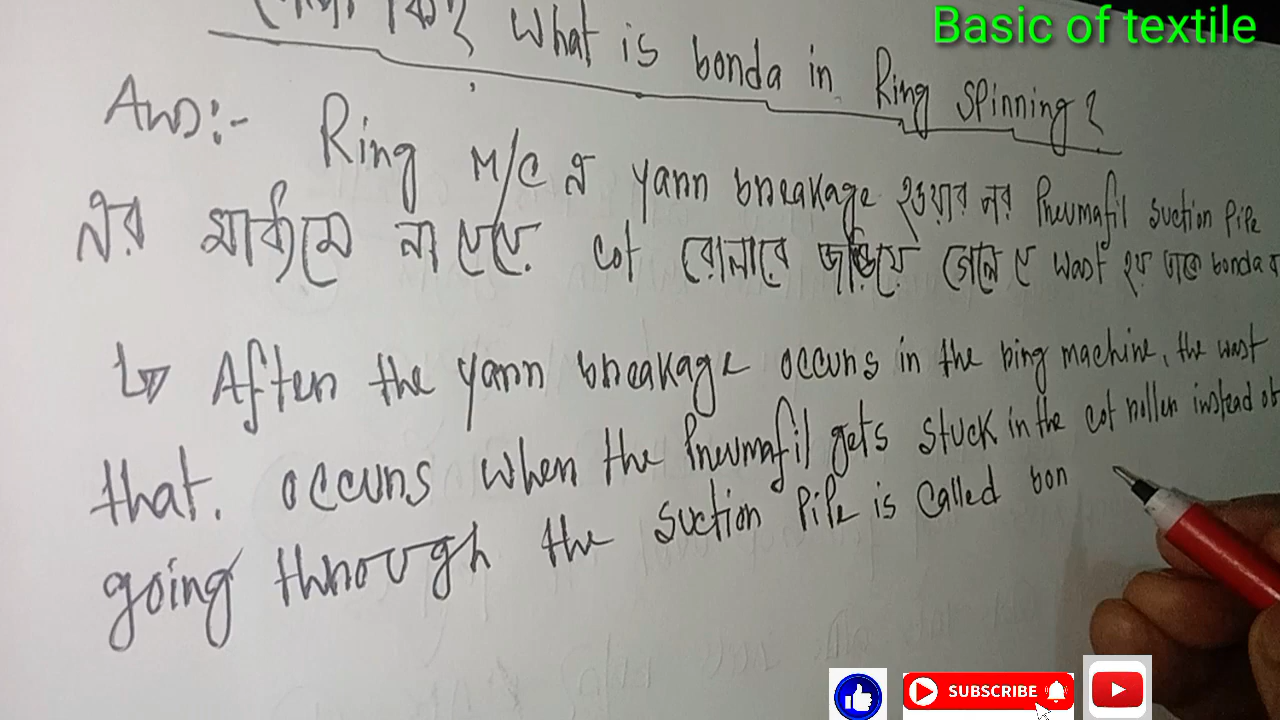 Basic of textile
কি? What is bonda in Ring spinning?
Ans:- Ring M/C এ yarn breakage হওয়ার পর Pneumafil suction pipe
এর মাধ্যমে না যেয়ে cot রোলারে জড়িয়ে গেলে যে wast হয় তাকে bonda ব
↳ After the yarn breakage occurs in the ring machine, the wast
that. occurs when the Pneumafil gets stuck in the cot roller instead of
going through the suction Pipe is called bon
SUBSCRIBE